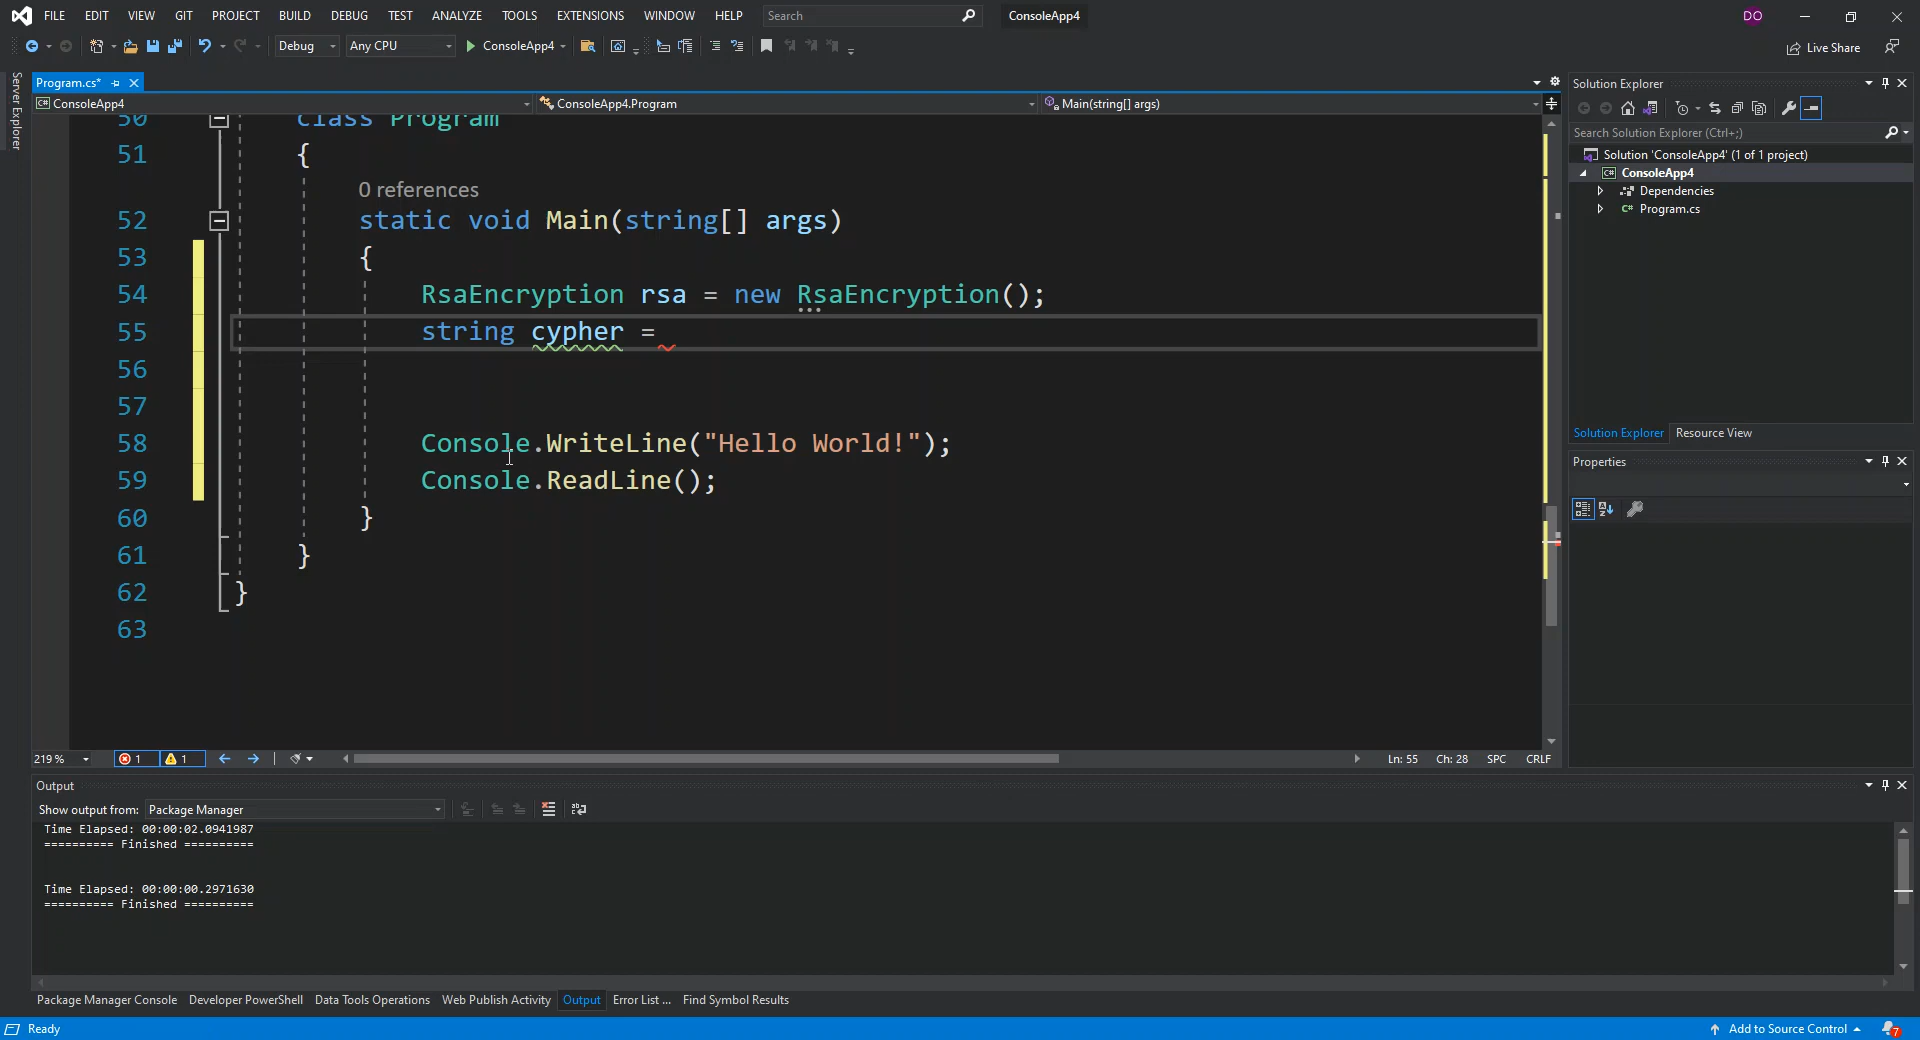 FILE EDIT VIEW GIT PROJECT BUILD DEBUG TEST ANALYZE TOOLS EXTENSIONS WINDOW HELP Search ConsoleApp4 DO
Debug Any CPU ConsoleApp4 Live Share
Server Explorer
Program.cs*
ConsoleApp4 ConsoleApp4.Program Main(string[] args)
50 class Program
51 {
0 references
52 static void Main(string[] args)
53 {
54 RsaEncryption rsa = new RsaEncryption();
55 string cypher =
56
57
58 Console.WriteLine("Hello World!");
59 Console.ReadLine();
60 }
61 }
62 }
63
219 % 1 1 Ln: 55 Ch: 28 SPC CRLF
Solution Explorer
Search Solution Explorer (Ctrl+;)
Solution 'ConsoleApp4' (1 of 1 project)
C# ConsoleApp4
Dependencies
C# Program.cs
Solution Explorer Resource View
Properties
Output
Show output from: Package Manager
Time Elapsed: 00:00:02.0941987
========== Finished ==========
Time Elapsed: 00:00:00.2971630
========== Finished ==========
Package Manager Console Developer PowerShell Data Tools Operations Web Publish Activity Output Error List ... Find Symbol Results
Ready Add to Source Control 7